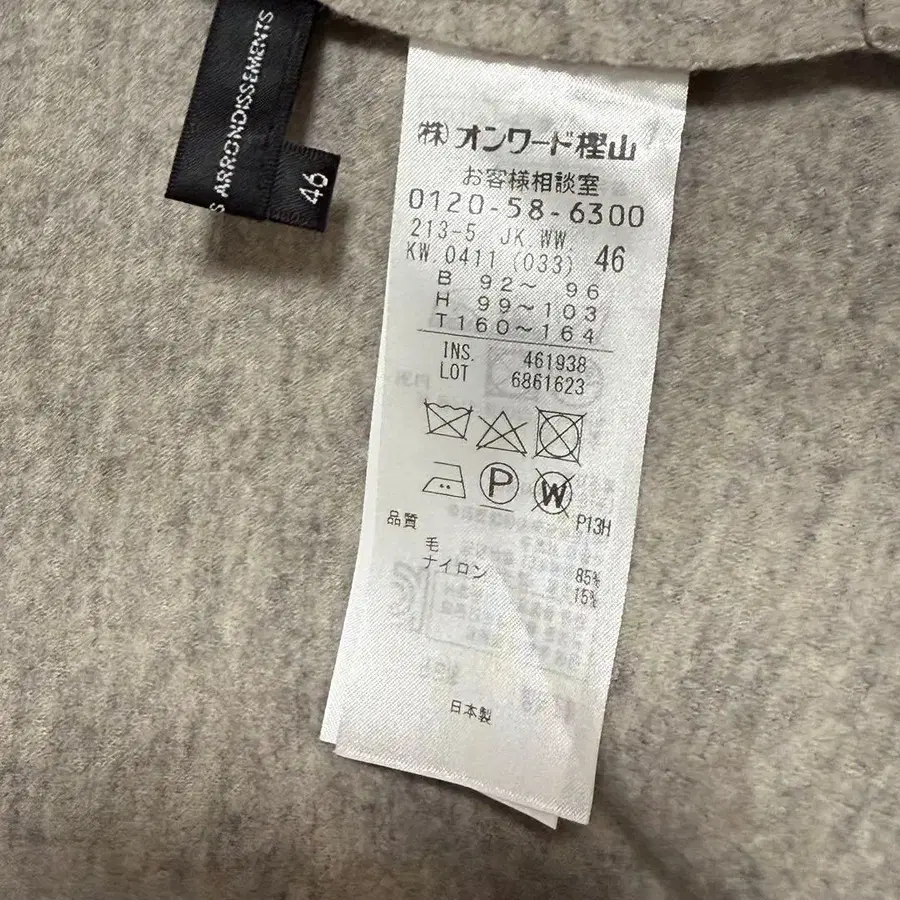 S ARRONDISSEMENTS
46
㈱オンワード樫山
お客様相談室
0120-58-6300
213-5 JK.WW.
KW.0411(033) 46
B 92～ 96
H 99～103
T160～164
INS. 461938
LOT 6861623
P W
P13H
品質
毛 85%
ナイロン 15%
日本製